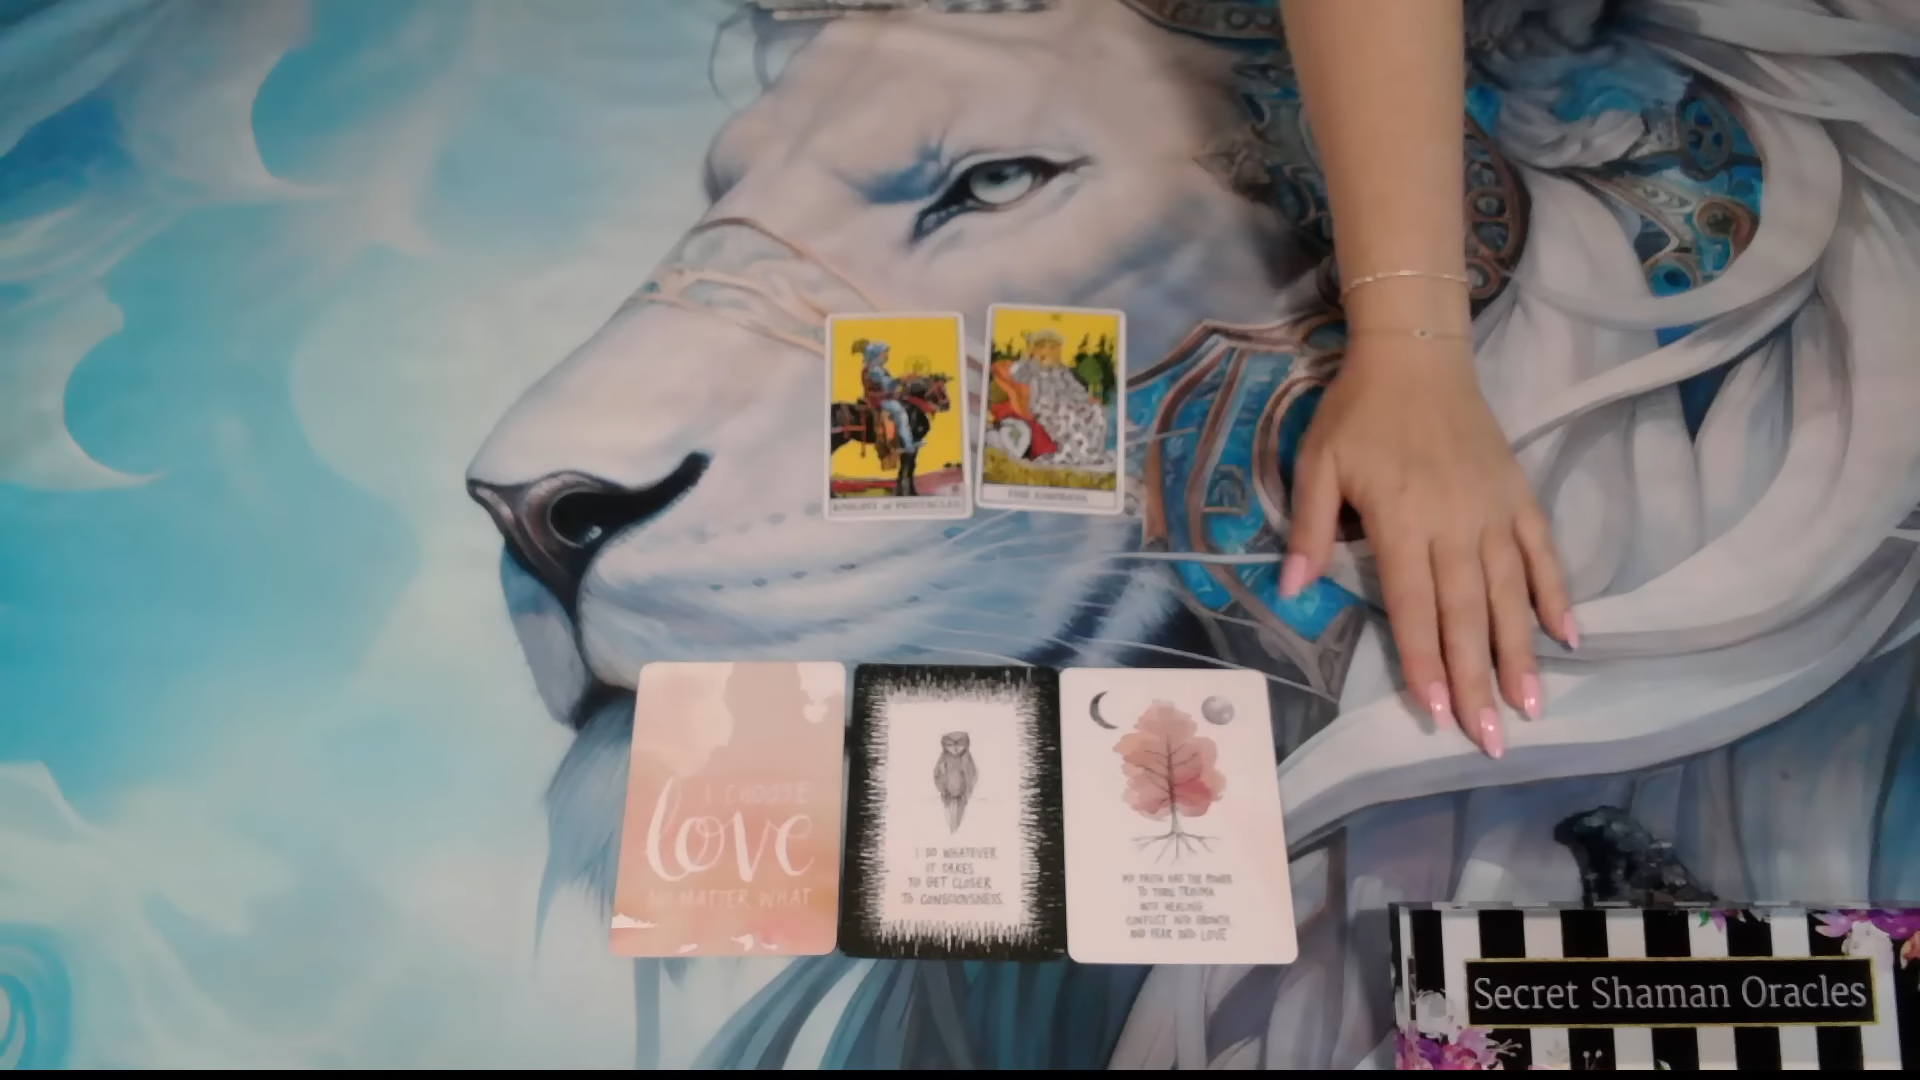 III
KNIGHT of PENTACLES
THE EMPRESS
I CHOOSE
love
NO MATTER WHAT
I DO WHATEVER
IT TAKES
TO GET CLOSER
TO CONSCIOUSNESS.
MY FAITH HAS THE POWER
TO TURN TRAUMA
INTO HEALING
CONFLICT INTO GROWTH
AND FEAR INTO LOVE
Secret Shaman Oracles